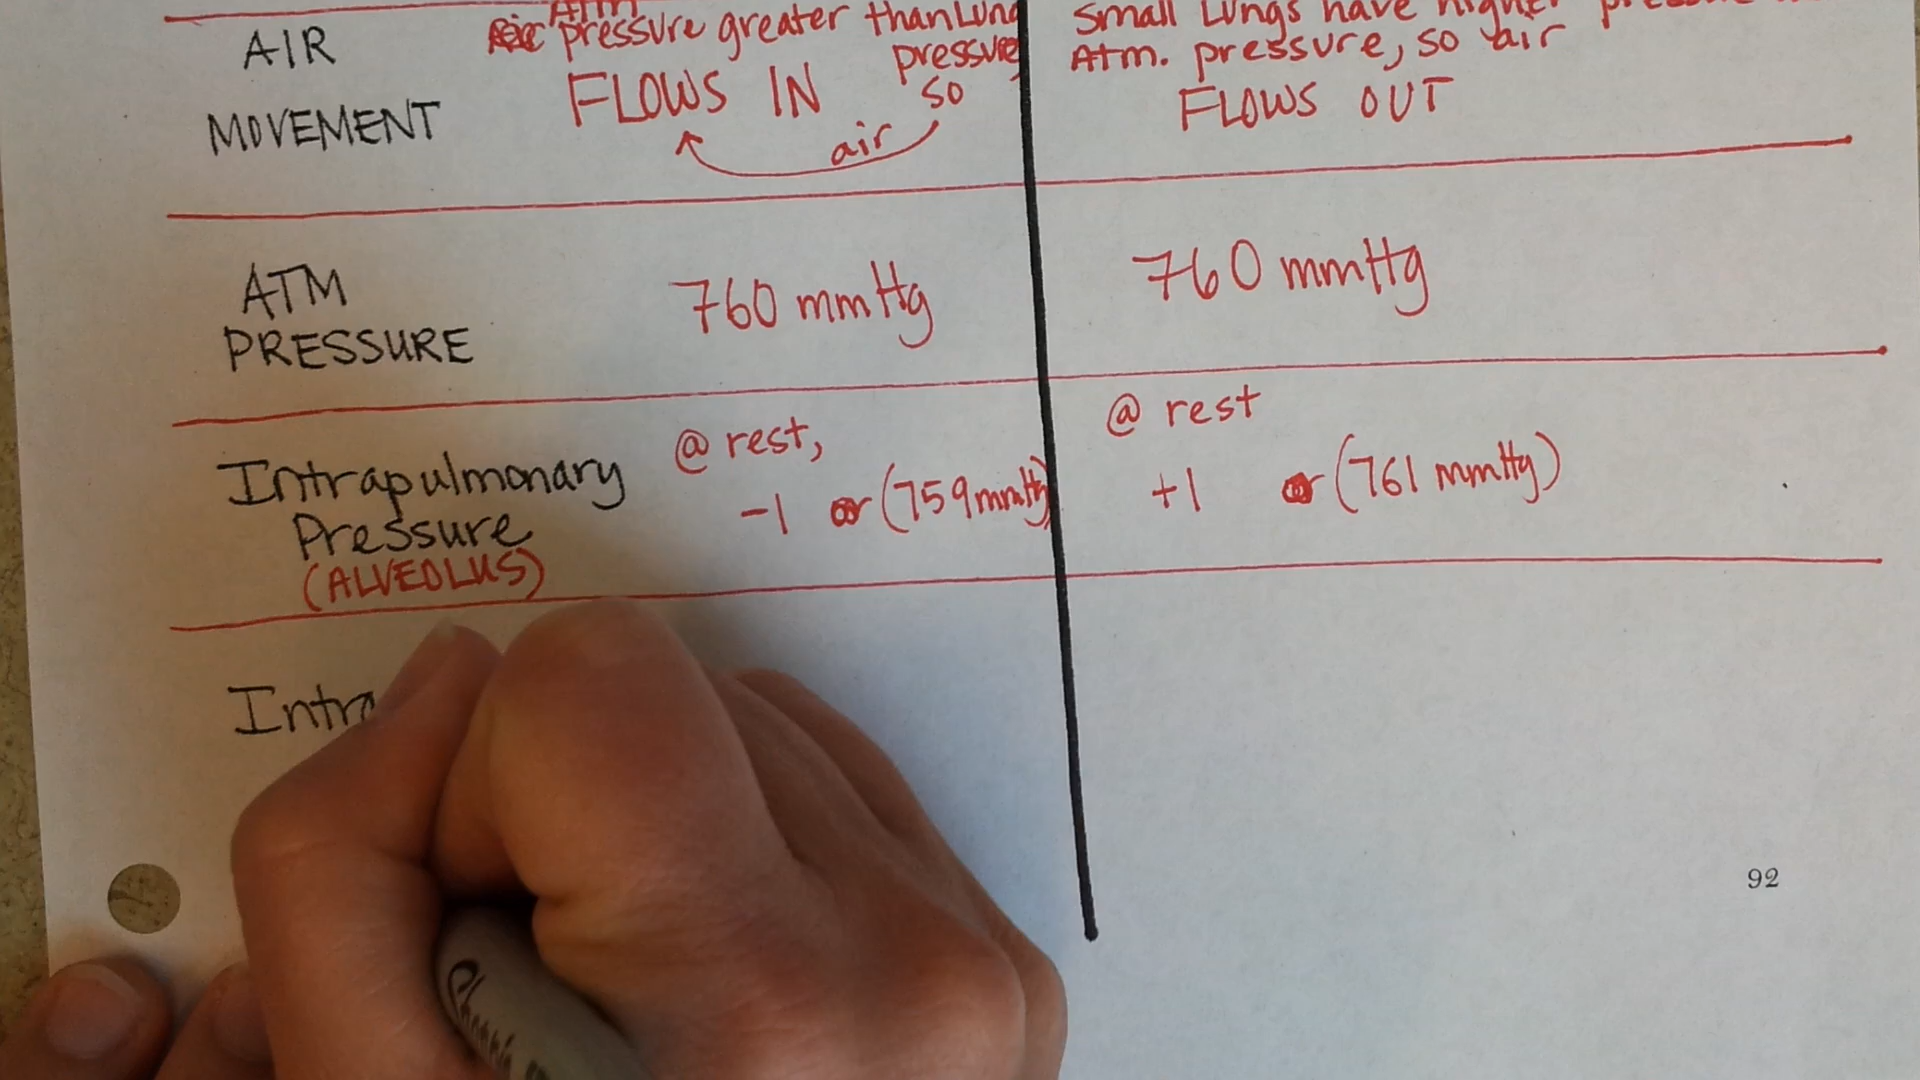 AIR
MOVEMENT
Atm
pressure greater than Lung
pressure,
so
FLOWS IN
air
Small Lungs have higher
Atm. pressure, so air
FLOWS OUT
ATM
PRESSURE
760 mmHg
760 mmHg
Intrapulmonary
Pressure
(ALVEOLUS)
@ rest,
-1 or (759 mmHg)
@ rest
+1 or (761 mmHg)
Intra
92